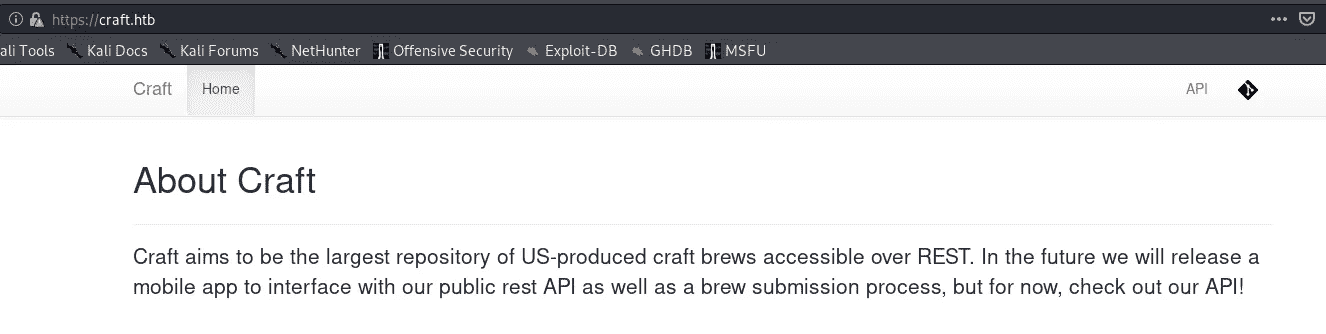 https://craft.htb
ali Tools Kali Docs Kali Forums NetHunter Offensive Security Exploit-DB GHDB MSFU
Craft Home API
About Craft
Craft aims to be the largest repository of US-produced craft brews accessible over REST. In the future we will release a
mobile app to interface with our public rest API as well as a brew submission process, but for now, check out our API!